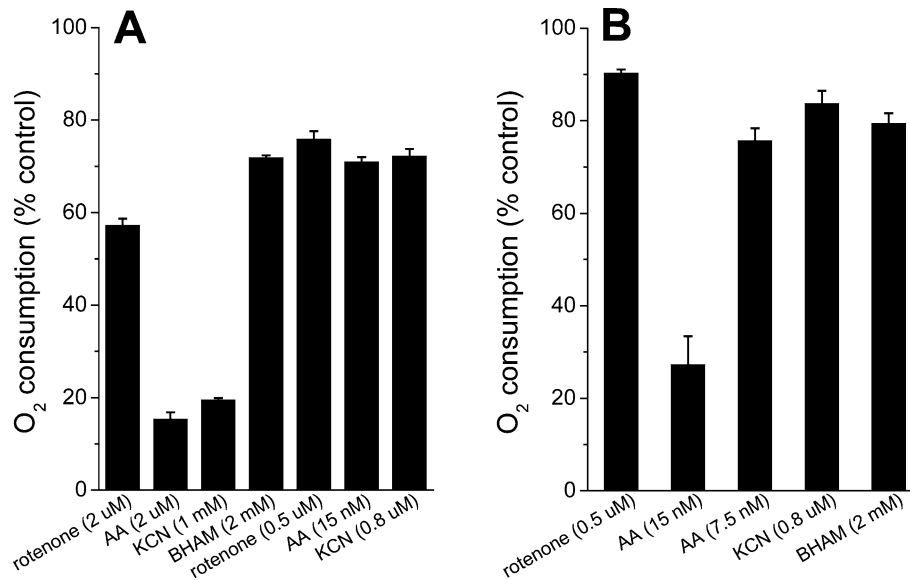 A
O2 consumption (% control)
100
80
60
40
20
0
rotenone (2 uM)
AA (2 uM)
KCN (1 mM)
BHAM (2 mM)
rotenone (0.5 uM)
AA (15 nM)
KCN (0.8 uM)
B
O2 consumption (% control)
100
80
60
40
20
0
rotenone (0.5 uM)
AA (15 nM)
AA (7.5 nM)
KCN (0.8 uM)
BHAM (2 mM)